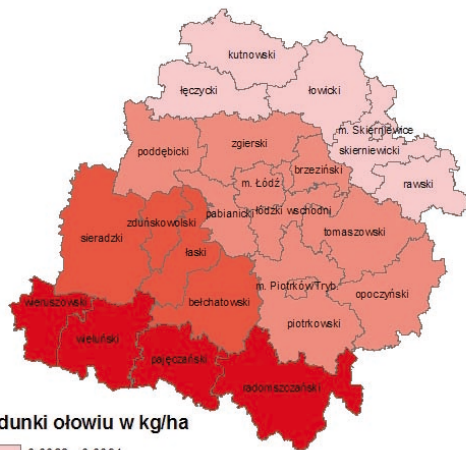 kutnowski
łęczycki
łowicki
m. Skierniewice
skierniewicki
rawski
poddębicki
zgierski
brzeziński
m. Łódź
łódzki wschodni
pabianicki
tomaszowski
zduńskowolski
sieradzki
łaski
m. Piotrków Tryb.
opoczyński
bełchatowski
piotrkowski
wieruszowski
wieluński
pajęczański
radomszczański
dunki ołowiu w kg/ha